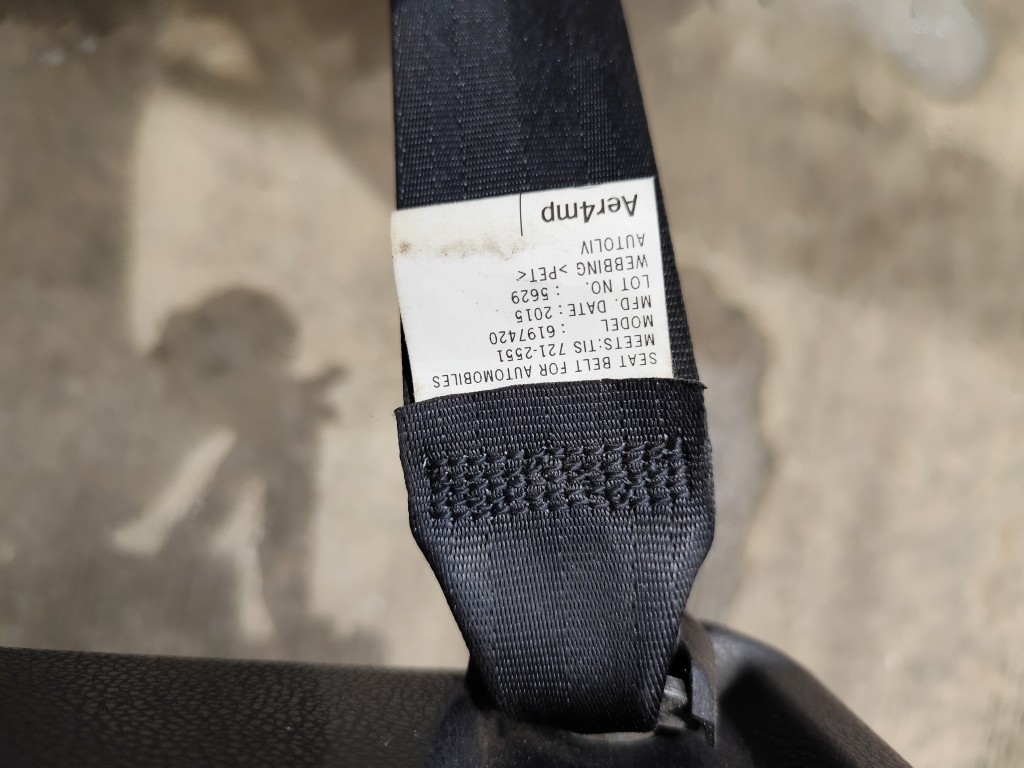 SEAT BELT FOR AUTOMOBILES
MEETS:TIS 721-2551
MODEL : 6197420
MFD. DATE : 2015
LOT NO. : 5629
WEBBING >PET<
AUTOLIV
Aer4mp